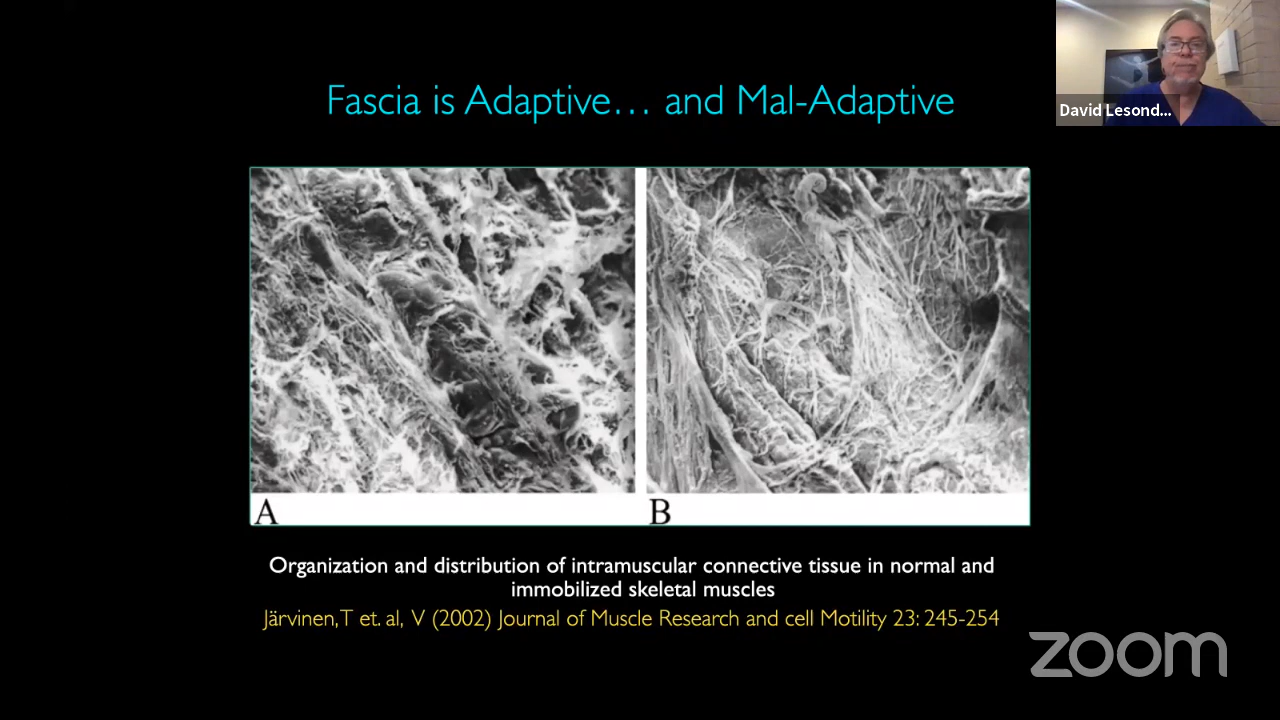 Fascia is Adaptive… and Mal-Adaptive
David Lesond...
A
B
Organization and distribution of intramuscular connective tissue in normal and
immobilized skeletal muscles
Järvinen,T et. al, V (2002) Journal of Muscle Research and cell Motility 23: 245-254
zoom